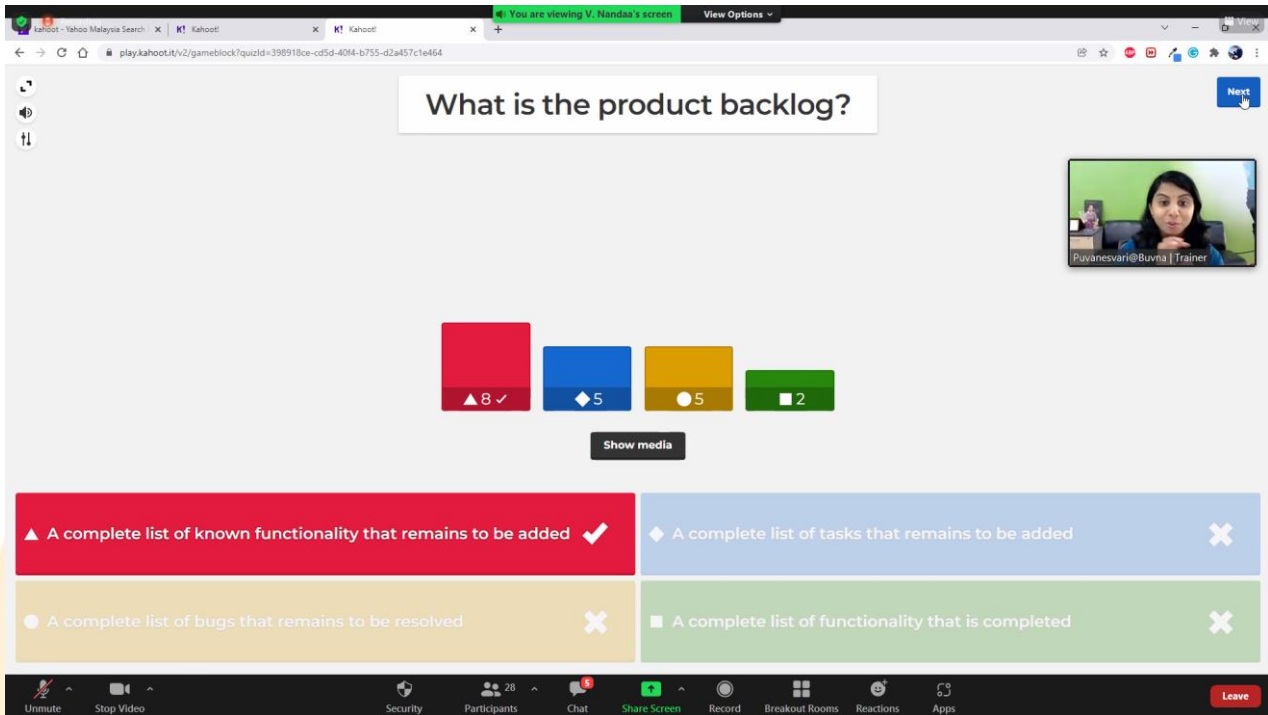 You are viewing V. Nandaa's screen View Options
View
kahoot - Yahoo Malaysia Search
K! Kahoot!
K! Kahoot!
play.kahoot.it/v2/gameblock?quizId=398918ce-cd5d-40f4-b755-d2a457c1e464
What is the product backlog?
Next
Puvanesvari@Buvna | Trainer
8
5
5
2
Show media
A complete list of known functionality that remains to be added
A complete list of tasks that remains to be added
A complete list of bugs that remains to be resolved
A complete list of functionality that is completed
28
5
Unmute
Stop Video
Security
Participants
Chat
Share Screen
Record
Breakout Rooms
Reactions
Apps
Leave